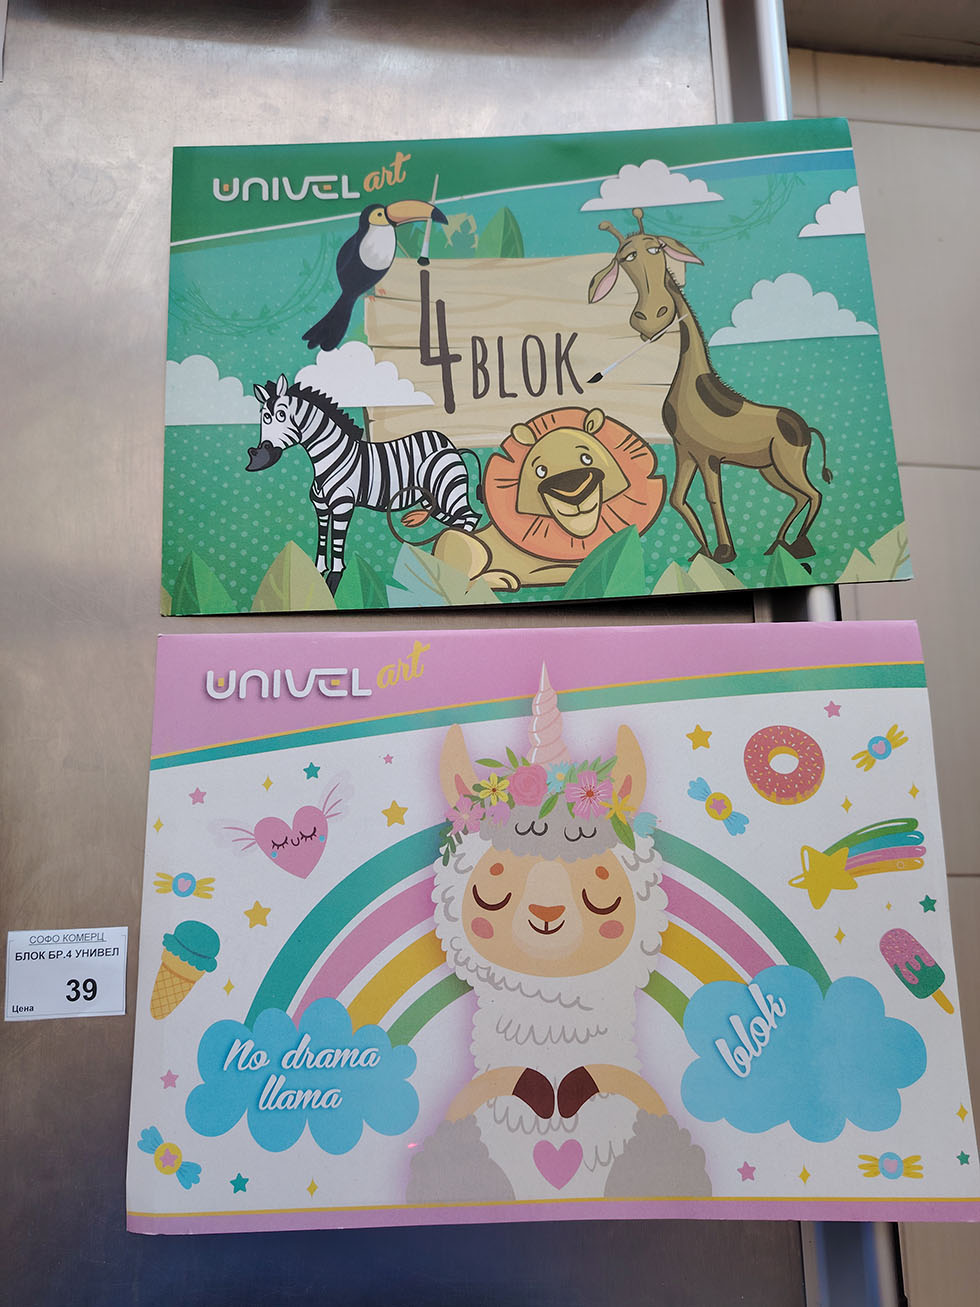 UNIVEL art
4 BLOK
UNIVEL art
No drama
llama
blok
СОФО КОМЕРЦ
БЛОК БР.4 УНИВЕЛ
39
Цена